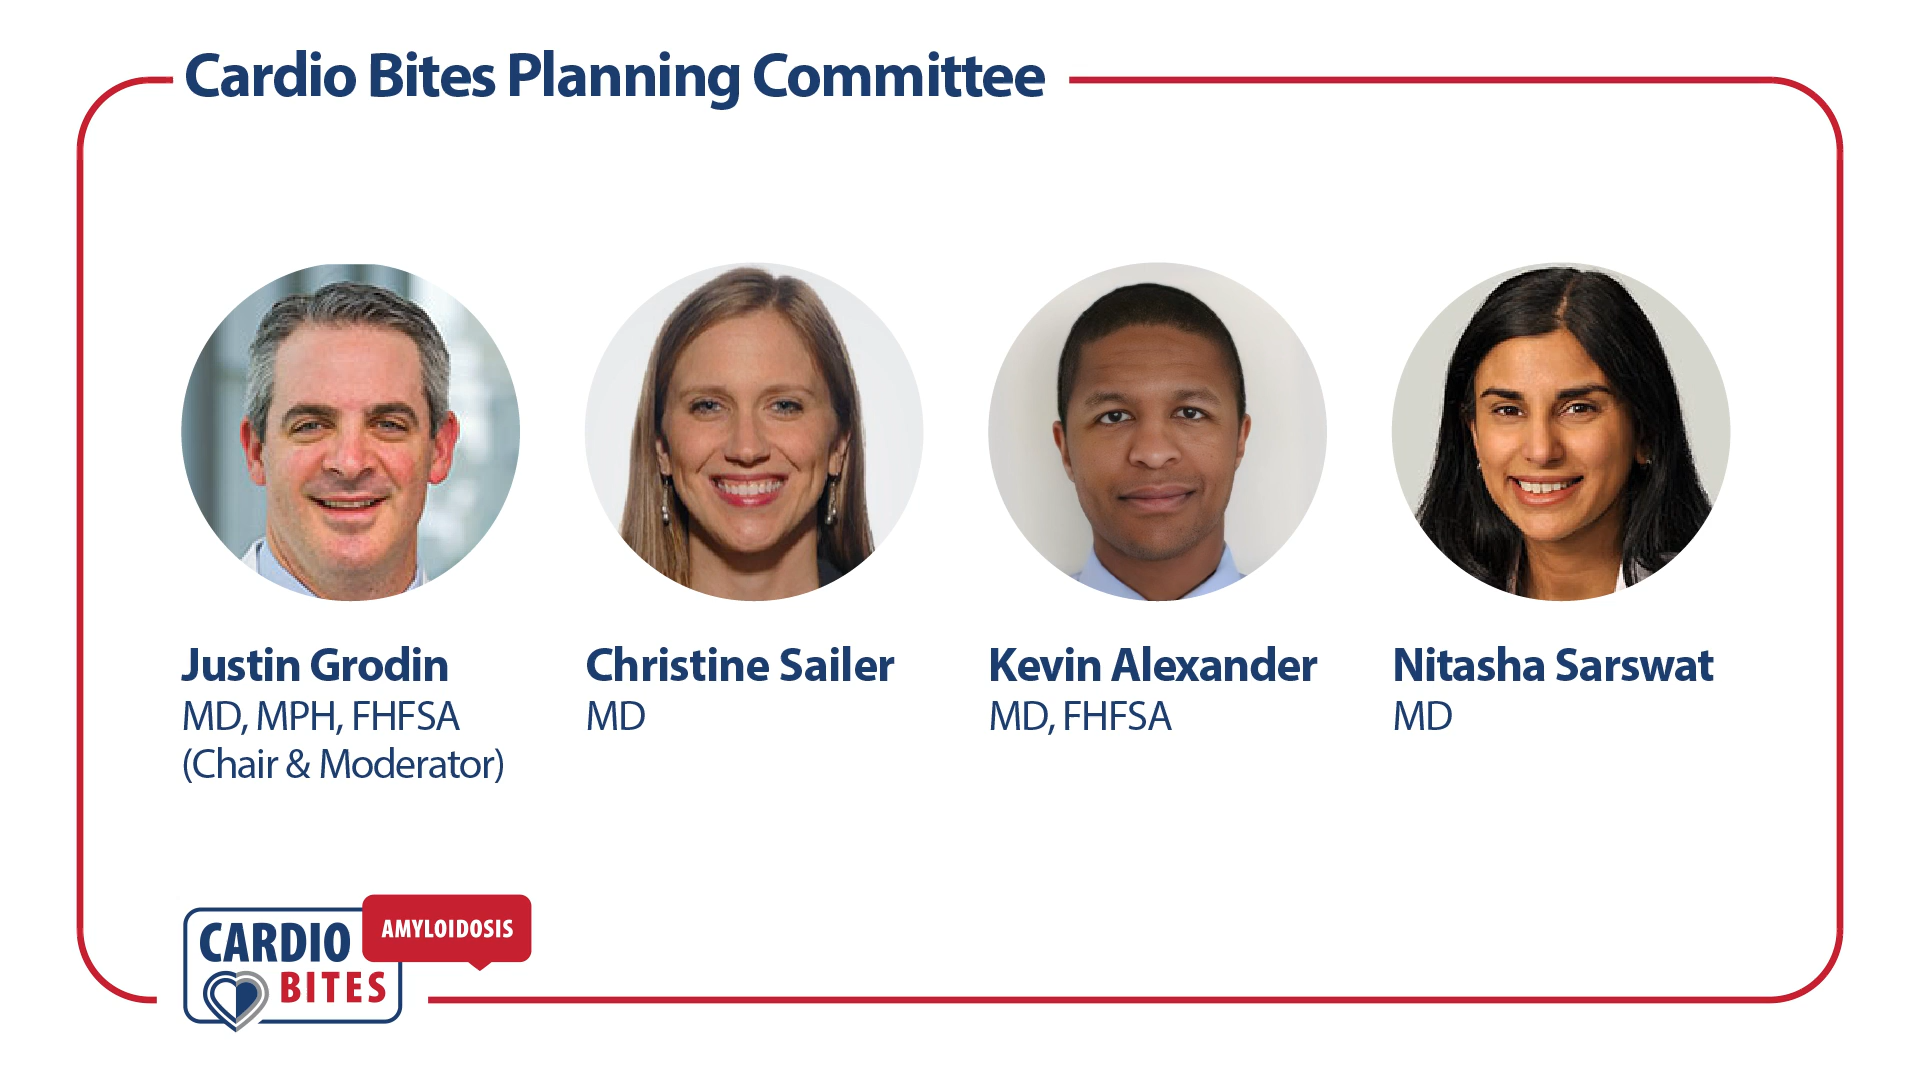 Cardio Bites Planning Committee
Justin Grodin
MD, MPH, FHFSA
(Chair & Moderator)
Christine Sailer
MD
Kevin Alexander
MD, FHFSA
Nitasha Sarswat
MD
CARDIO
BITES
AMYLOIDOSIS